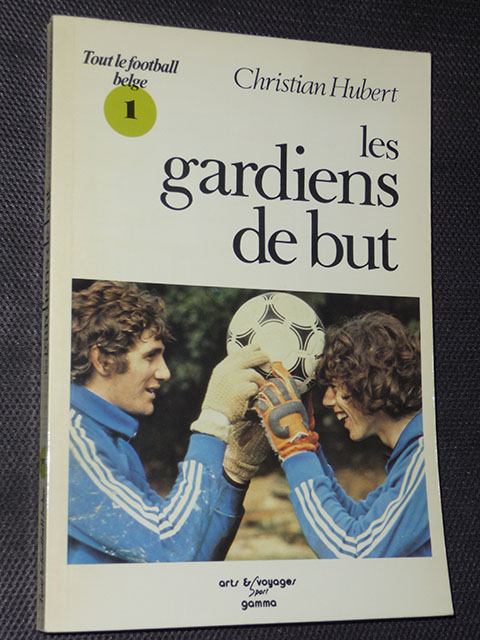 Tout le football
belge
1
Christian Hubert
les
gardiens
de but
arts & voyages
Sport
gamma